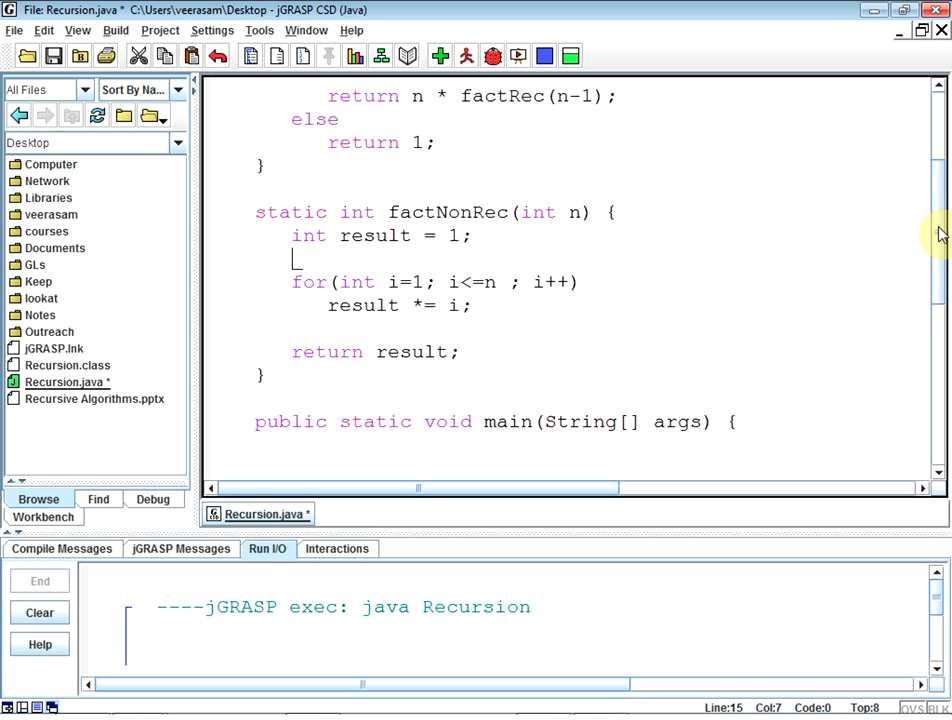 File: Recursion.java *  C:\Users\veerasam\Desktop - jGRASP CSD (Java)
File Edit View Build Project Settings Tools Window Help
All Files Sort By Na...
Desktop
Computer
Network
Libraries
veerasam
courses
Documents
GLs
Keep
lookat
Notes
Outreach
jGRASP.lnk
Recursion.class
Recursion.java *
Recursive Algorithms.pptx
Browse Find Debug
Workbench
return n * factRec(n-1);
else
return 1;
}
static int factNonRec(int n) {
int result = 1;
for(int i=1; i<=n ; i++)
result *= i;
return result;
}
public static void main(String[] args) {
Recursion.java *
Compile Messages jGRASP Messages Run I/O Interactions
End
Clear
Help
----jGRASP exec: java Recursion
Line:15 Col:7 Code:0 Top:8 OVS BLK